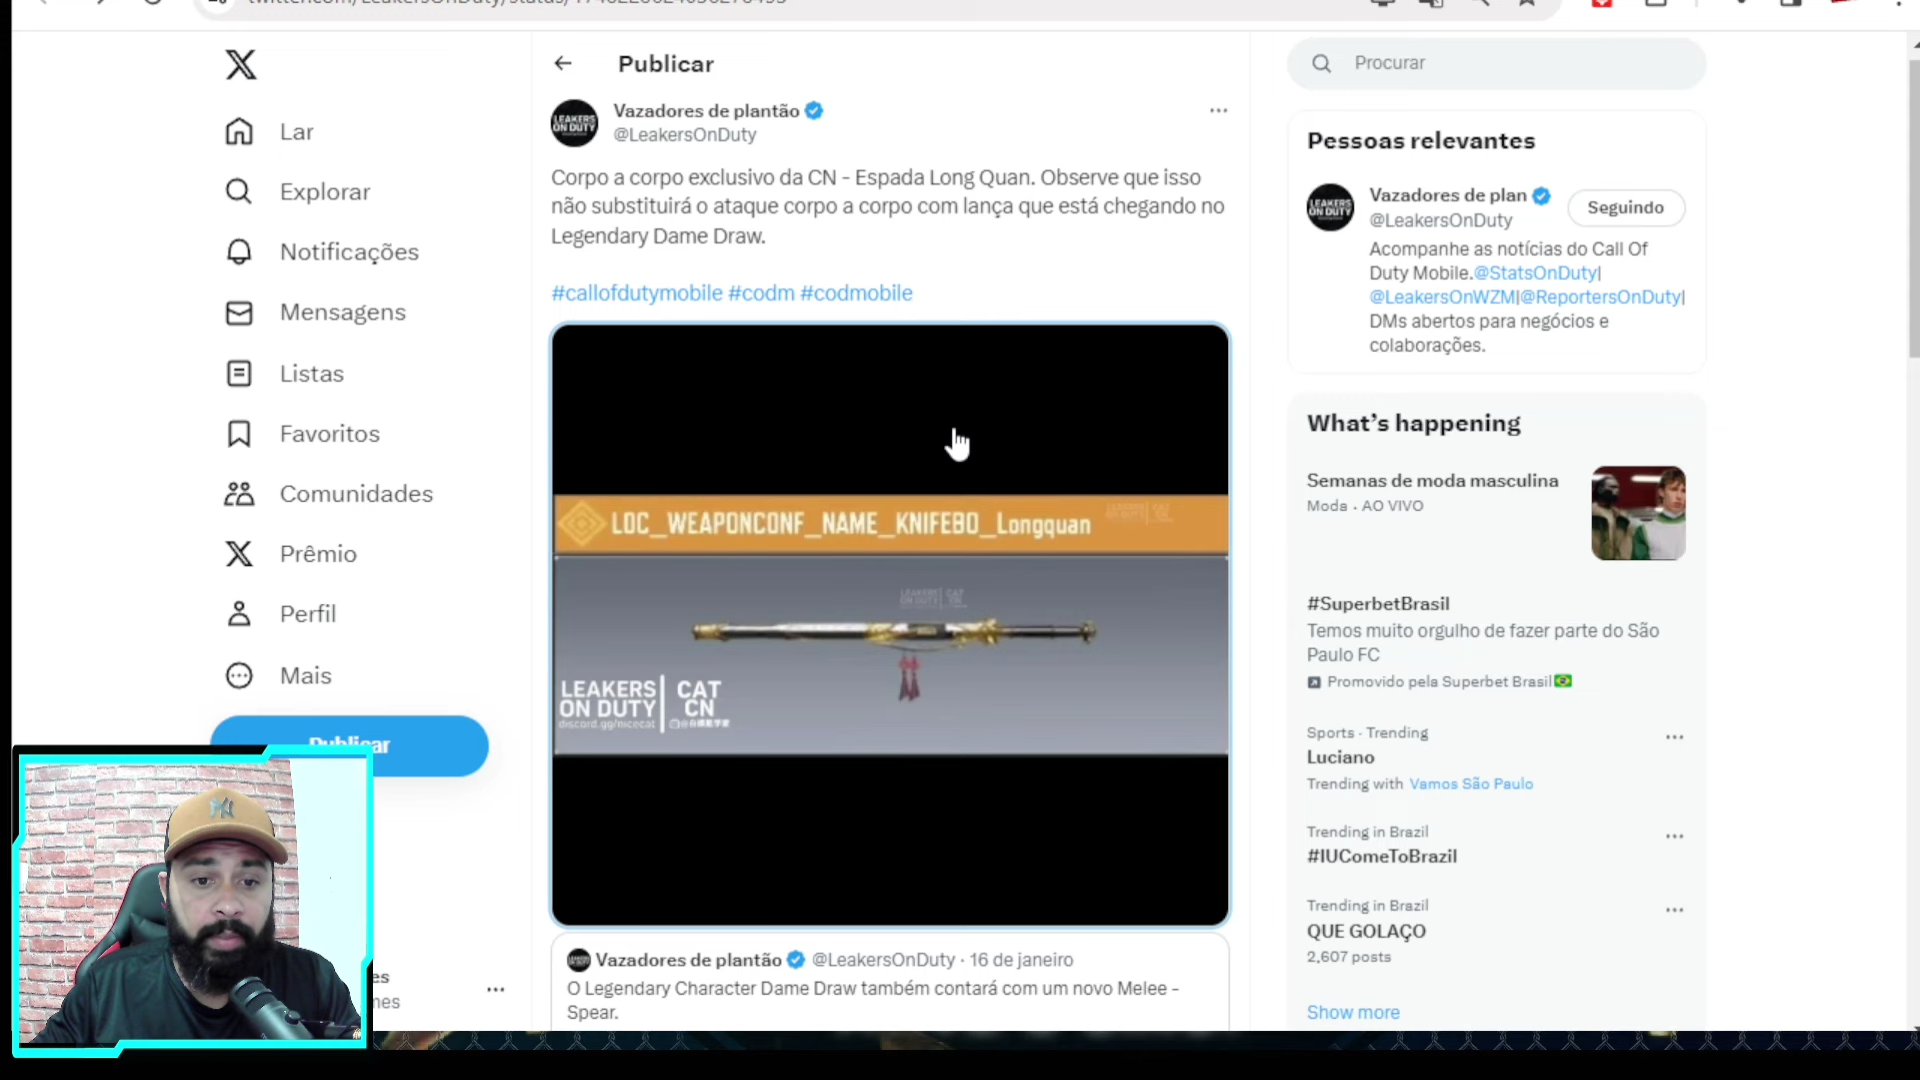 Publicar
Vazadores de plantão
@LeakersOnDuty
Corpo a corpo exclusivo da CN - Espada Long Quan. Observe que isso
não substituirá o ataque corpo a corpo com lança que está chegando no
Legendary Dame Draw.
#callofdutymobile #codm #codmobile
LOC_WEAPONCONF_NAME_KNIFEBO_Longquan
LEAKERS ON DUTY
CAT CN
discord.gg/nicecat
LEAKERS ON DUTY
Vazadores de plantão @LeakersOnDuty · 16 de janeiro
O Legendary Character Dame Draw também contará com um novo Melee -
Spear.
Lar
Explorar
Notificações
Mensagens
Listas
Favoritos
Comunidades
Prêmio
Perfil
Mais
Publicar
Procurar
Pessoas relevantes
Vazadores de plan
@LeakersOnDuty
Seguindo
Acompanhe as notícias do Call Of
Duty Mobile.@StatsOnDuty|
@LeakersOnWZM|@ReportersOnDuty|
DMs abertos para negócios e
colaborações.
What's happening
Semanas de moda masculina
Moda · AO VIVO
#SuperbetBrasil
Temos muito orgulho de fazer parte do São
Paulo FC
Promovido pela Superbet Brasil
Sports · Trending
Luciano
Trending with Vamos São Paulo
Trending in Brazil
#IUComeToBrazil
Trending in Brazil
QUE GOLAÇO
2,607 posts
Show more